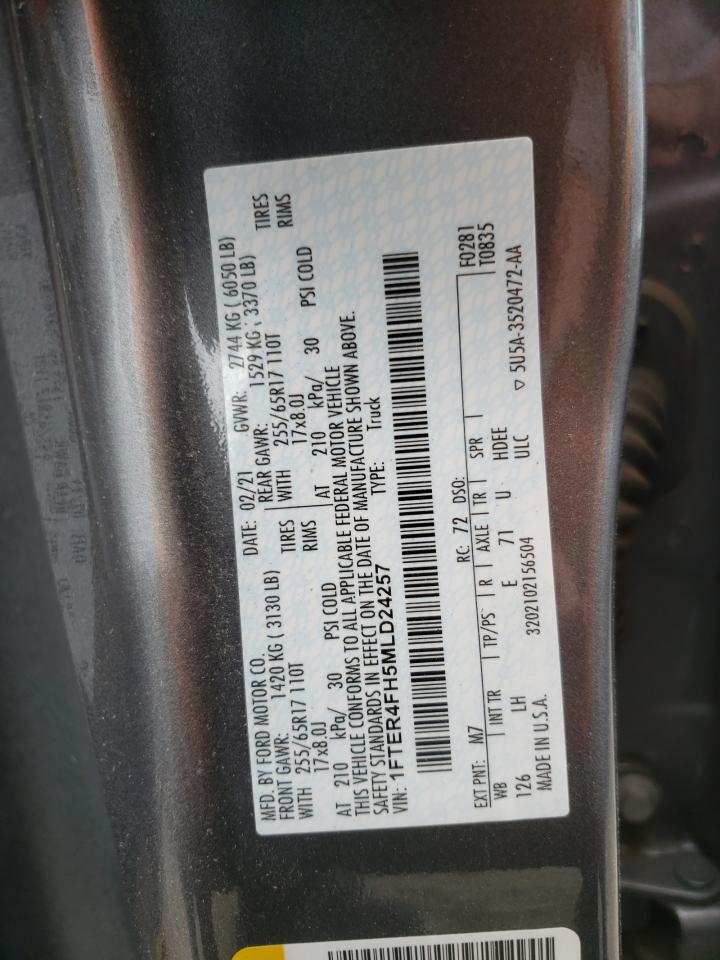 MFD. BY FORD MOTOR CO.
DATE: 02/21
GVWR: 2744 KG ( 6050 LB)
FRONT GAWR: 1420 KG ( 3130 LB)
REAR GAWR: 1529 KG ( 3370 LB)
WITH 255/65R17 110T TIRES
WITH 255/65R17 110T TIRES
17x8.0J RIMS
17x8.0J RIMS
AT 210 kPa/ 30 PSI COLD
AT 210 kPa/ 30 PSI COLD
THIS VEHICLE CONFORMS TO ALL APPLICABLE FEDERAL MOTOR VEHICLE
SAFETY STANDARDS IN EFFECT ON THE DATE OF MANUFACTURE SHOWN ABOVE.
VIN: 1FTER4FH5MLD24257
TYPE: Truck
EXT PNT: M7 RC: 72 DSO: F0281
T0835
WB INT TR TP/PS R AXLE TR SPR
126 LH E 71 U HDEE
ULC
MADE IN U.S.A. 3202102156504 ▽ 5U5A-3520472-AA